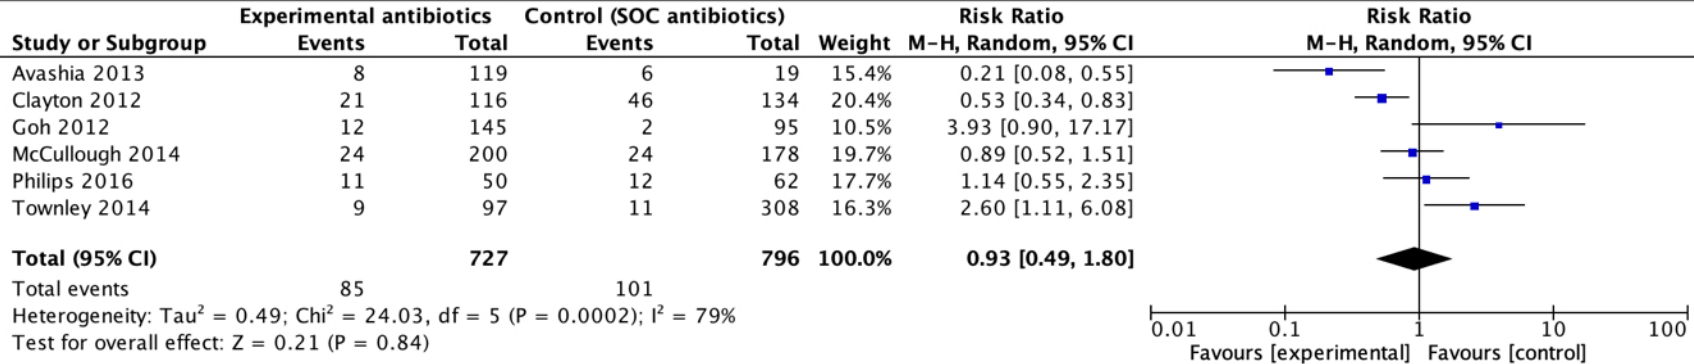 Experimental antibiotics Control (SOC antibiotics) Risk Ratio Risk Ratio
Study or Subgroup Events Total Events Total Weight M-H, Random, 95% CI M-H, Random, 95% CI
Avashia 2013 8 119 6 19 15.4% 0.21 [0.08, 0.55]
Clayton 2012 21 116 46 134 20.4% 0.53 [0.34, 0.83]
Goh 2012 12 145 2 95 10.5% 3.93 [0.90, 17.17]
McCullough 2014 24 200 24 178 19.7% 0.89 [0.52, 1.51]
Philips 2016 11 50 12 62 17.7% 1.14 [0.55, 2.35]
Townley 2014 9 97 11 308 16.3% 2.60 [1.11, 6.08]
Total (95% CI) 727 796 100.0% 0.93 [0.49, 1.80]
Total events 85 101
Heterogeneity: Tau² = 0.49; Chi² = 24.03, df = 5 (P = 0.0002); I² = 79%
Test for overall effect: Z = 0.21 (P = 0.84)
0.01 0.1 1 10 100
Favours [experimental] Favours [control]